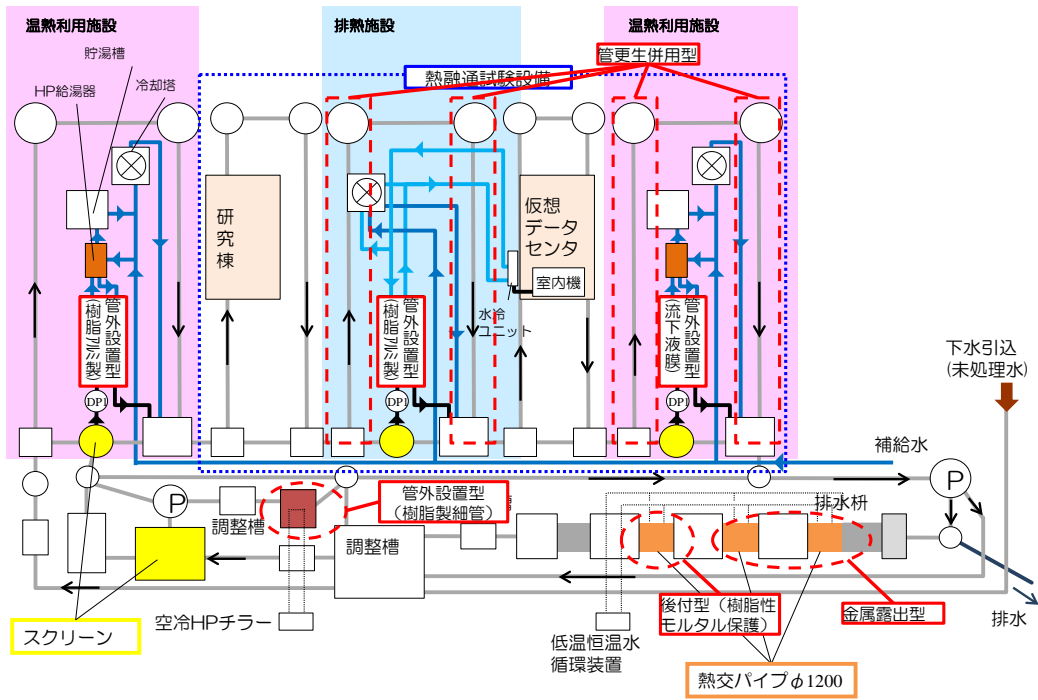 温熱利用施設
排熱施設
温熱利用施設
貯湯槽
冷却塔
HP給湯器
管更生併用型
熱融通試験設備
研究棟
仮想
データ
センタ
室内機
水冷
ユニット
管外設置型
(樹脂アルミ製)
管外設置型
(樹脂アルミ製)
管外設置型
(流下液膜)
DP1
DP1
DP1
下水引込
(未処理水)
補給水
P
P
管外設置型
(樹脂製細管)
調整槽
調整槽
排水枡
空冷HPチラー
スクリーン
低温恒温水
循環装置
後付型(樹脂性
モルタル保護)
金属露出型
排水
熱交パイプφ1200